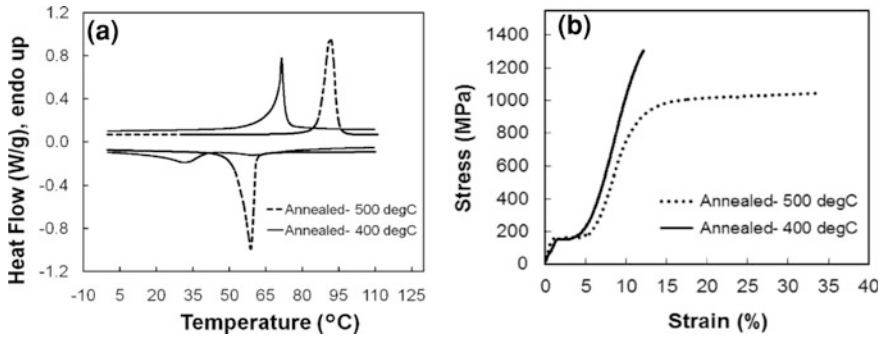 (a)
Heat Flow (W/g), endo up
1.2
0.8
0.4
0.0
-0.4
-0.8
-1.2
-10 5 15 35 55 65 75 95 110 125
Annealed- 500 degC
Annealed- 400 degC
Temperature (°C)
(b)
Stress (MPa)
1400
1200
1000
800
600
400
200
0
0 5 10 15 20 25 30 35 40
Annealed- 500 degC
Annealed- 400 degC
Strain (%)